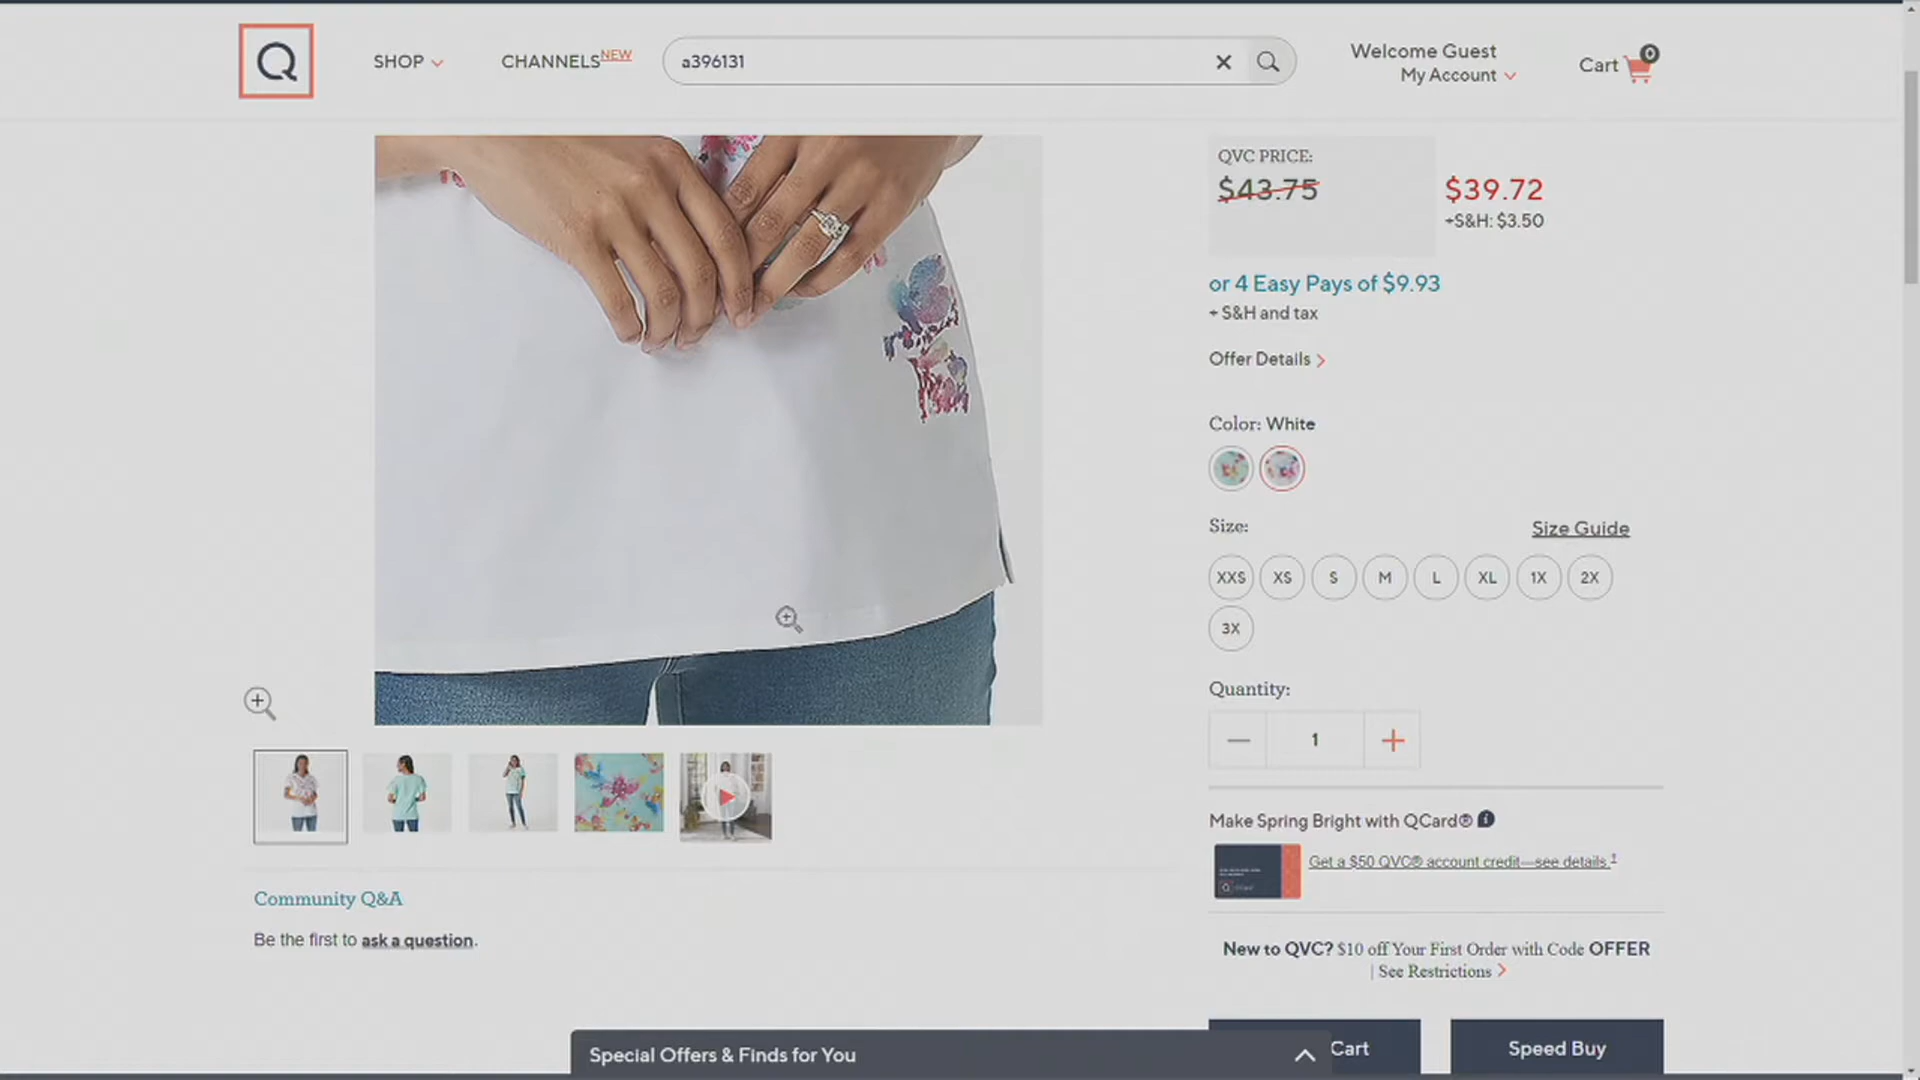 Q
SHOP
CHANNELS NEW
a396131
Welcome Guest
My Account
Cart
0
QVC PRICE:
$43.75
$39.72
+S&H: $3.50
or 4 Easy Pays of $9.93
+ S&H and tax
Offer Details
Color: White
Size:
Size Guide
XXS XS S M L XL 1X 2X
3X
Quantity:
1
Make Spring Bright with QCard®
Get a $50 QVC® account credit—see details.‡
Community Q&A
Be the first to ask a question.
New to QVC? $10 off Your First Order with Code OFFER
| See Restrictions
Special Offers & Finds for You
Cart
Speed Buy